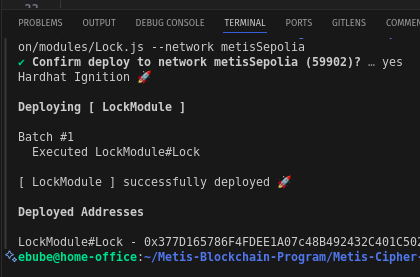 PROBLEMS OUTPUT DEBUG CONSOLE TERMINAL PORTS GITLENS
on/modules/Lock.js --network metisSepolia
✔ Confirm deploy to network metisSepolia (59902)? … yes
Hardhat Ignition 🚀
Deploying [ LockModule ]
Batch #1
Executed LockModule#Lock
[ LockModule ] successfully deployed 🚀
Deployed Addresses
LockModule#Lock - 0x377D165786F4FDEE1A07c48B492432C401C502
ebube@home-office:~/Metis-Blockchain-Program/Metis-Cipher